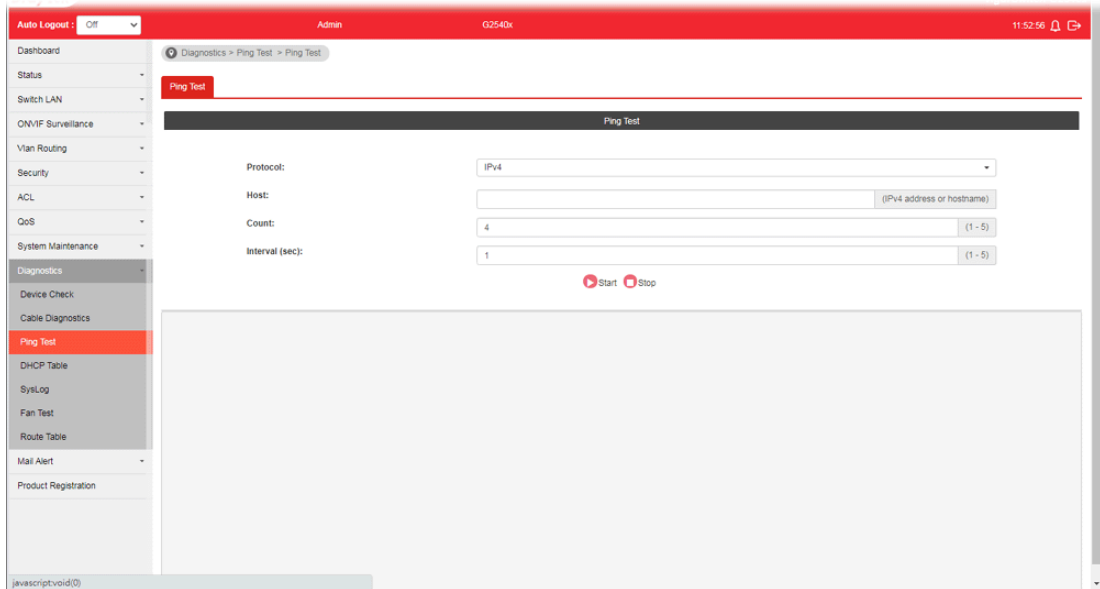 Auto Logout : Off
Admin
G2540x
11:52:56
Dashboard
Status
Switch LAN
ONVIF Surveillance
Vlan Routing
Security
ACL
QoS
System Maintenance
Diagnostics
Device Check
Cable Diagnostics
Ping Test
DHCP Table
SysLog
Fan Test
Route Table
Mail Alert
Product Registration
javascript:void(0)
Diagnostics > Ping Test > Ping Test
Ping Test
Ping Test
Protocol: IPv4
Host: (IPv4 address or hostname)
Count: 4 (1 - 5)
Interval (sec): 1 (1 - 5)
Start Stop